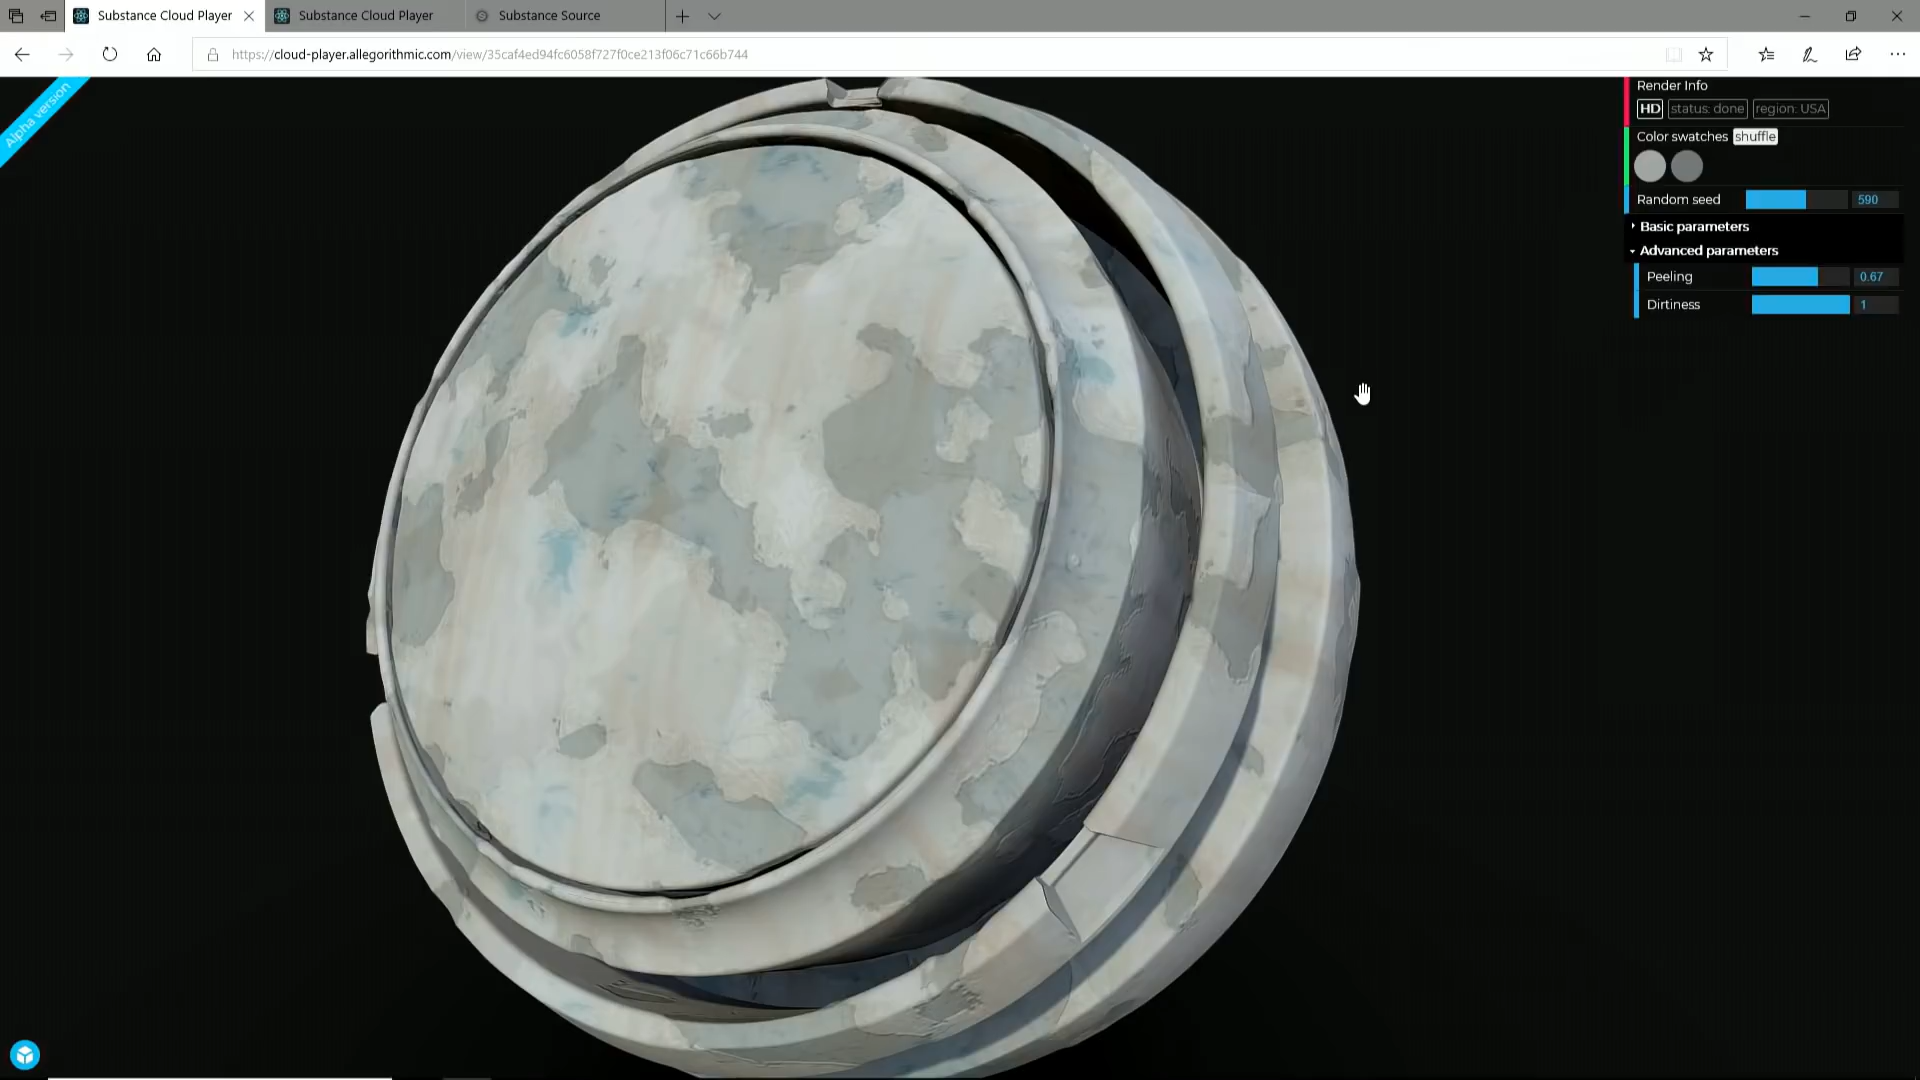 Substance Cloud Player
Substance Cloud Player
Substance Source
https://cloud-player.allegorithmic.com/view/35caf4ed94fc6058f727f0ce213f06c71c66b744
Alpha version
Render Info
HD status: done region: USA
Color swatches shuffle
Random seed 590
Basic parameters
Advanced parameters
Peeling 0.67
Dirtiness 1